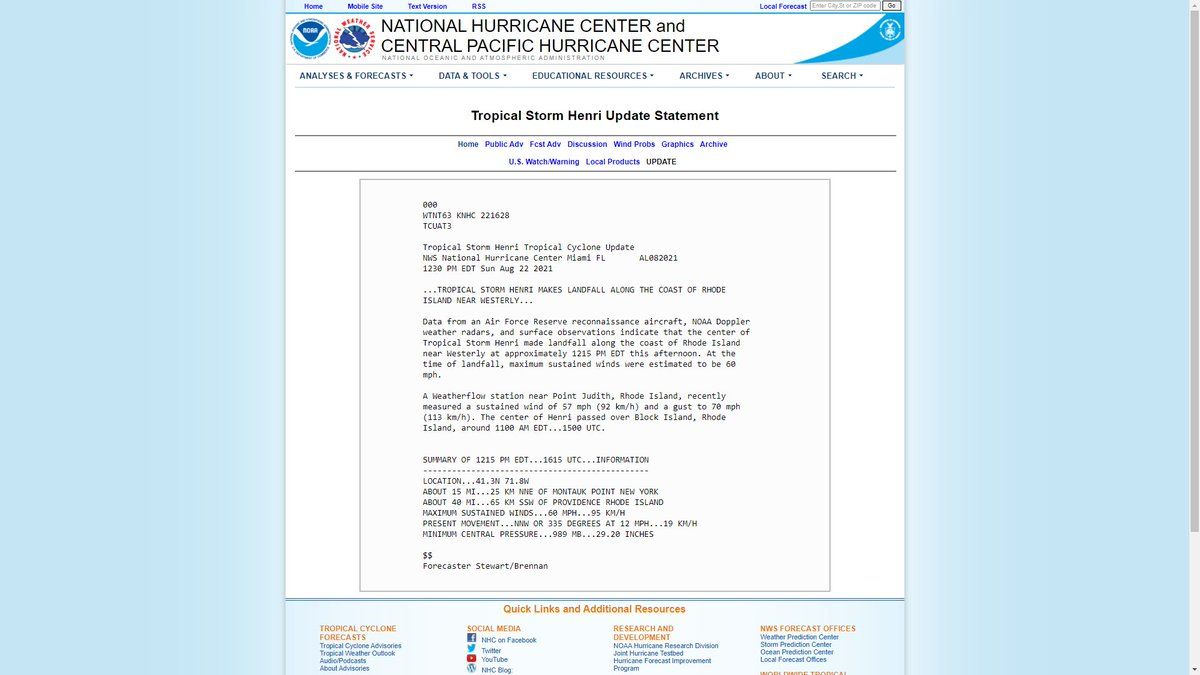 Home Mobile Site Text Version RSS Local Forecast Enter City,St or ZIP code Go
NOAA
NATIONAL WEATHER SERVICE
NATIONAL HURRICANE CENTER and
CENTRAL PACIFIC HURRICANE CENTER
NATIONAL OCEANIC AND ATMOSPHERIC ADMINISTRATION
ANALYSES & FORECASTS DATA & TOOLS EDUCATIONAL RESOURCES ARCHIVES ABOUT SEARCH
Tropical Storm Henri Update Statement
Home Public Adv Fcst Adv Discussion Wind Probs Graphics Archive
U.S. Watch/Warning Local Products UPDATE
000
WTNT63 KNHC 221628
TCUAT3
Tropical Storm Henri Tropical Cyclone Update
NWS National Hurricane Center Miami FL AL082021
1230 PM EDT Sun Aug 22 2021
...TROPICAL STORM HENRI MAKES LANDFALL ALONG THE COAST OF RHODE
ISLAND NEAR WESTERLY...
Data from an Air Force Reserve reconnaissance aircraft, NOAA Doppler
weather radars, and surface observations indicate that the center of
Tropical Storm Henri made landfall along the coast of Rhode Island
near Westerly at approximately 1215 PM EDT this afternoon. At the
time of landfall, maximum sustained winds were estimated to be 60
mph.
A Weatherflow station near Point Judith, Rhode Island, recently
measured a sustained wind of 57 mph (92 km/h) and a gust to 70 mph
(113 km/h). The center of Henri passed over Block Island, Rhode
Island, around 1100 AM EDT...1500 UTC.
SUMMARY OF 1215 PM EDT...1615 UTC...INFORMATION
----------------------------------------------
LOCATION...41.3N 71.8W
ABOUT 15 MI...25 KM NNE OF MONTAUK POINT NEW YORK
ABOUT 40 MI...65 KM SSW OF PROVIDENCE RHODE ISLAND
MAXIMUM SUSTAINED WINDS...60 MPH...95 KM/H
PRESENT MOVEMENT...NNW OR 335 DEGREES AT 12 MPH...19 KM/H
MINIMUM CENTRAL PRESSURE...989 MB...29.20 INCHES
$$
Forecaster Stewart/Brennan
Quick Links and Additional Resources
TROPICAL CYCLONE
FORECASTS
Tropical Cyclone Advisories
Tropical Weather Outlook
Audio/Podcasts
About Advisories
SOCIAL MEDIA
NHC on Facebook
Twitter
YouTube
NHC Blog:
RESEARCH AND
DEVELOPMENT
NOAA Hurricane Research Division
Joint Hurricane Testbed
Hurricane Forecast Improvement
Program
NWS FORECAST OFFICES
Weather Prediction Center
Storm Prediction Center
Ocean Prediction Center
Local Forecast Offices
WORLDWIDE TROPICAL